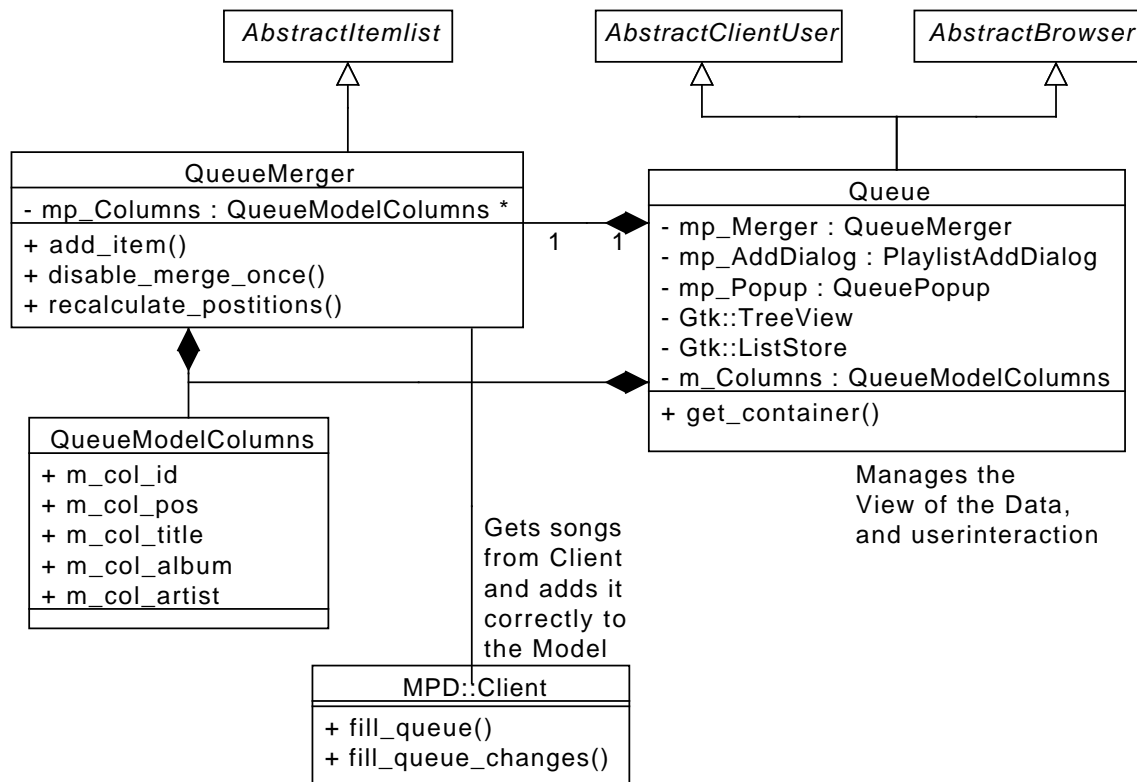 AbstractItemlist
AbstractClientUser
AbstractBrowser
QueueMerger
- mp_Columns : QueueModelColumns *
+ add_item()
+ disable_merge_once()
+ recalculate_postitions()
1
1
Queue
- mp_Merger : QueueMerger
- mp_AddDialog : PlaylistAddDialog
- mp_Popup : QueuePopup
- Gtk::TreeView
- Gtk::ListStore
- m_Columns : QueueModelColumns
+ get_container()
QueueModelColumns
+ m_col_id
+ m_col_pos
+ m_col_title
+ m_col_album
+ m_col_artist
Manages the
View of the Data,
and userinteraction
Gets songs
from Client
and adds it
correctly to
the Model
MPD::Client
+ fill_queue()
+ fill_queue_changes()